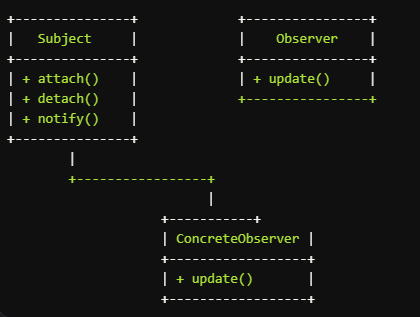 +---------------+             +----------------+
|   Subject     |             |    Observer    |
+---------------+             +----------------+
| + attach()    |             | + update()     |
| + detach()    |             +----------------+
| + notify()    |
+---------------+
        |
        +-----------------+
                          |
                    +-----------+
                    | ConcreteObserver |
                    +------------------+
                    | + update()       |
                    +------------------+